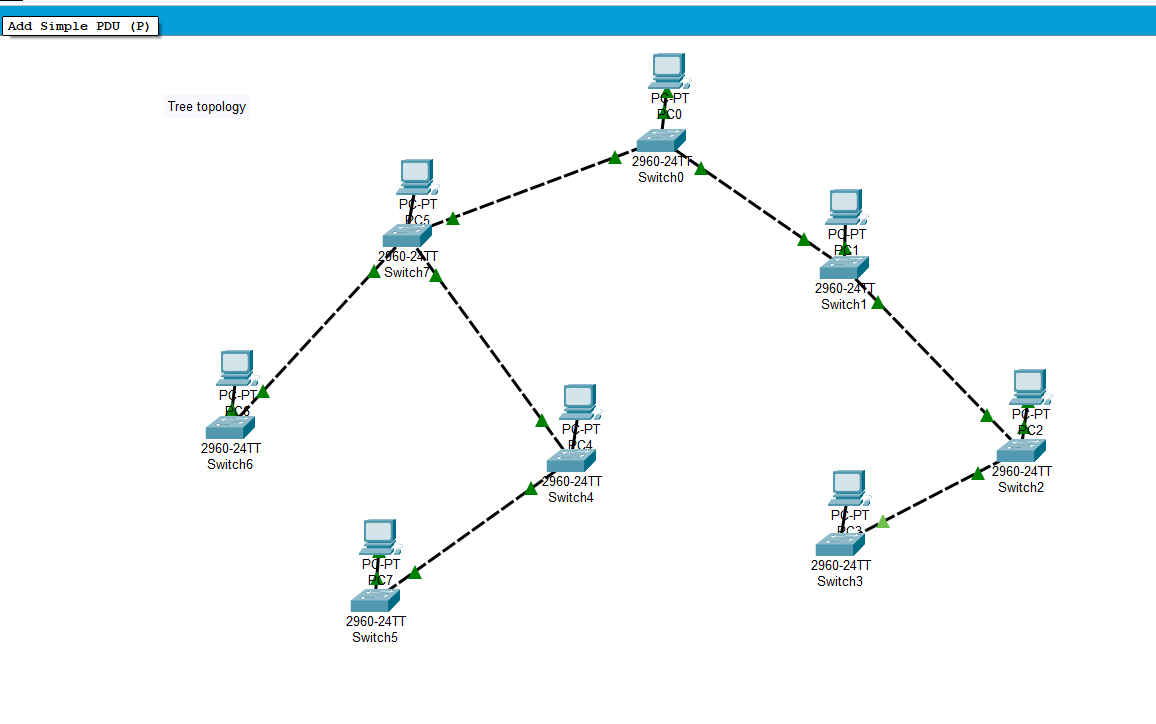 Add Simple PDU (P)
Tree topology
PC-PT
PC0
2960-24TT
Switch0
PC-PT
PC5
2960-24TT
Switch7
PC-PT
PC1
2960-24TT
Switch1
PC-PT
PC6
2960-24TT
Switch6
PC-PT
PC4
2960-24TT
Switch4
PC-PT
PC2
2960-24TT
Switch2
PC-PT
PC3
2960-24TT
Switch3
PC-PT
PC7
2960-24TT
Switch5